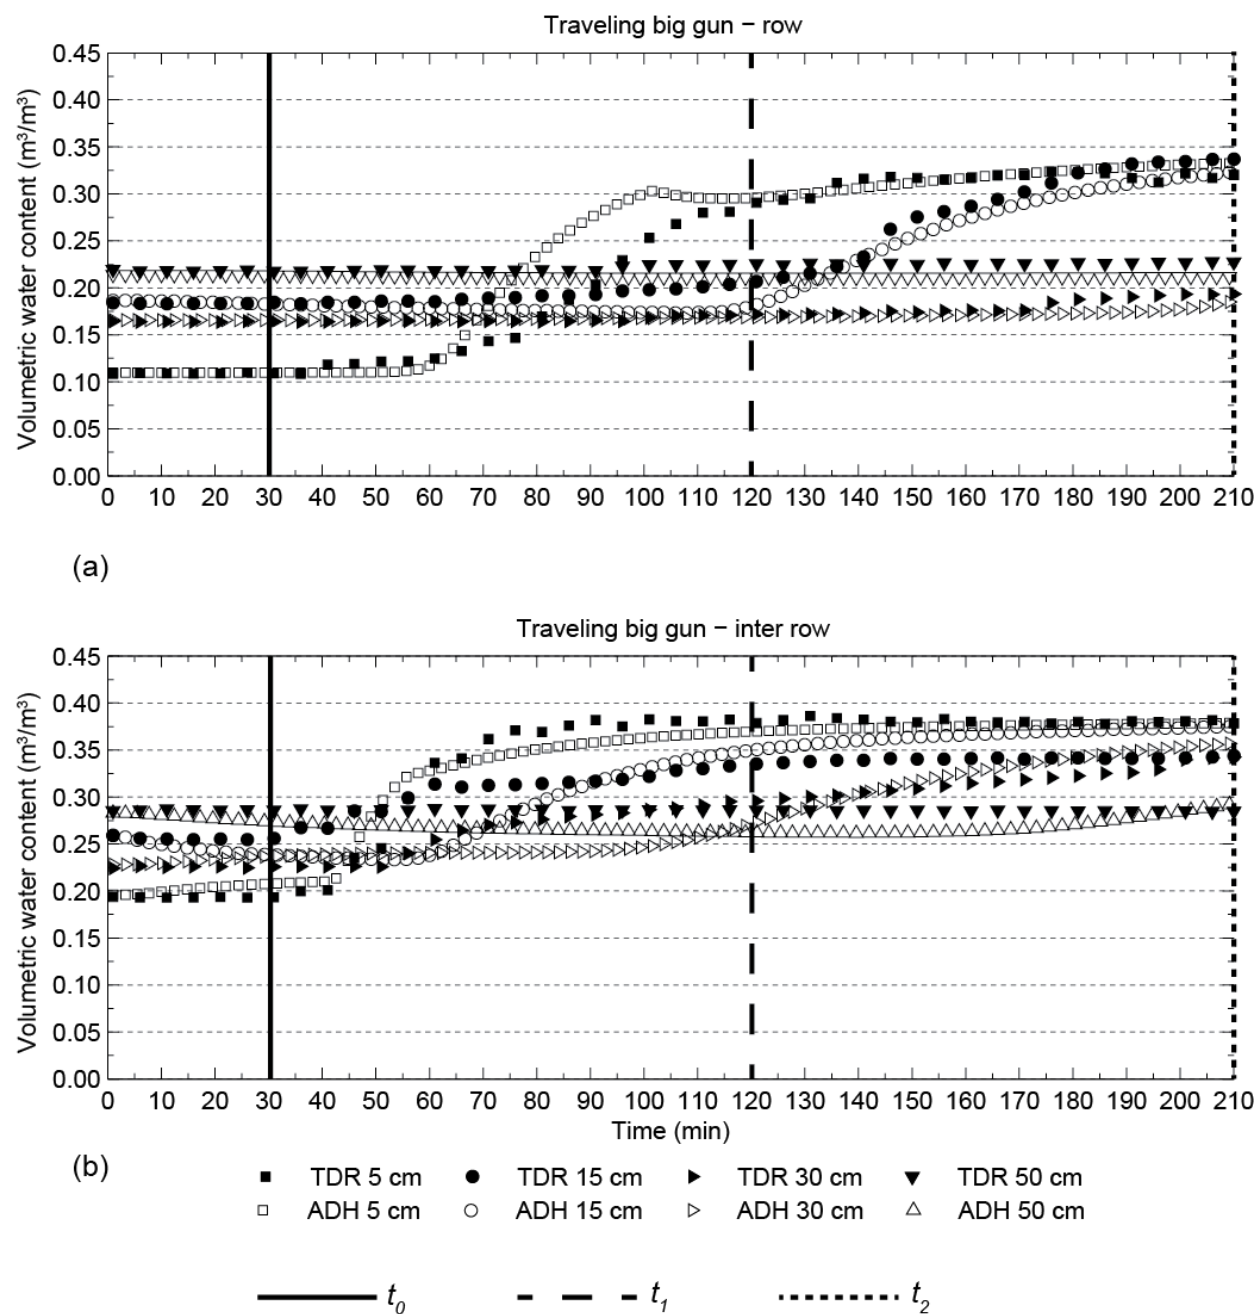 Traveling big gun − row
Volumetric water content (m³/m³)
0.45
0.40
0.35
0.30
0.25
0.20
0.15
0.10
0.05
0.00
0 10 20 30 40 50 60 70 80 90 100 110 120 130 140 150 160 170 180 190 200 210
(a)
Traveling big gun − inter row
Volumetric water content (m³/m³)
0.45
0.40
0.35
0.30
0.25
0.20
0.15
0.10
0.05
0.00
0 10 20 30 40 50 60 70 80 90 100 110 120 130 140 150 160 170 180 190 200 210
Time (min)
(b)
TDR 5 cm TDR 15 cm TDR 30 cm TDR 50 cm
ADH 5 cm ADH 15 cm ADH 30 cm ADH 50 cm
t₀ t₁ t₂